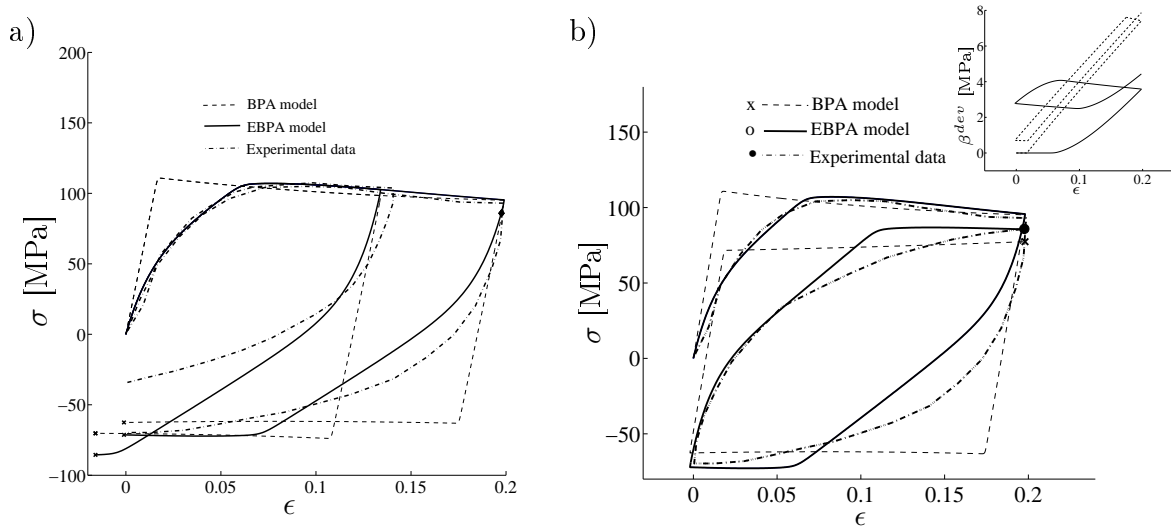 a)
200
150
100
50
0
−50
−100
σ [MPa]
0
0.05
0.1
0.15
0.2
ϵ
BPA model
EBPA model
Experimental data
b)
150
100
50
0
−50
σ [MPa]
0
0.05
0.1
0.15
0.2
ϵ
x BPA model
o EBPA model
Experimental data
8
6
4
2
0
β^{dev} [MPa]
0
0.1
0.2
ϵ